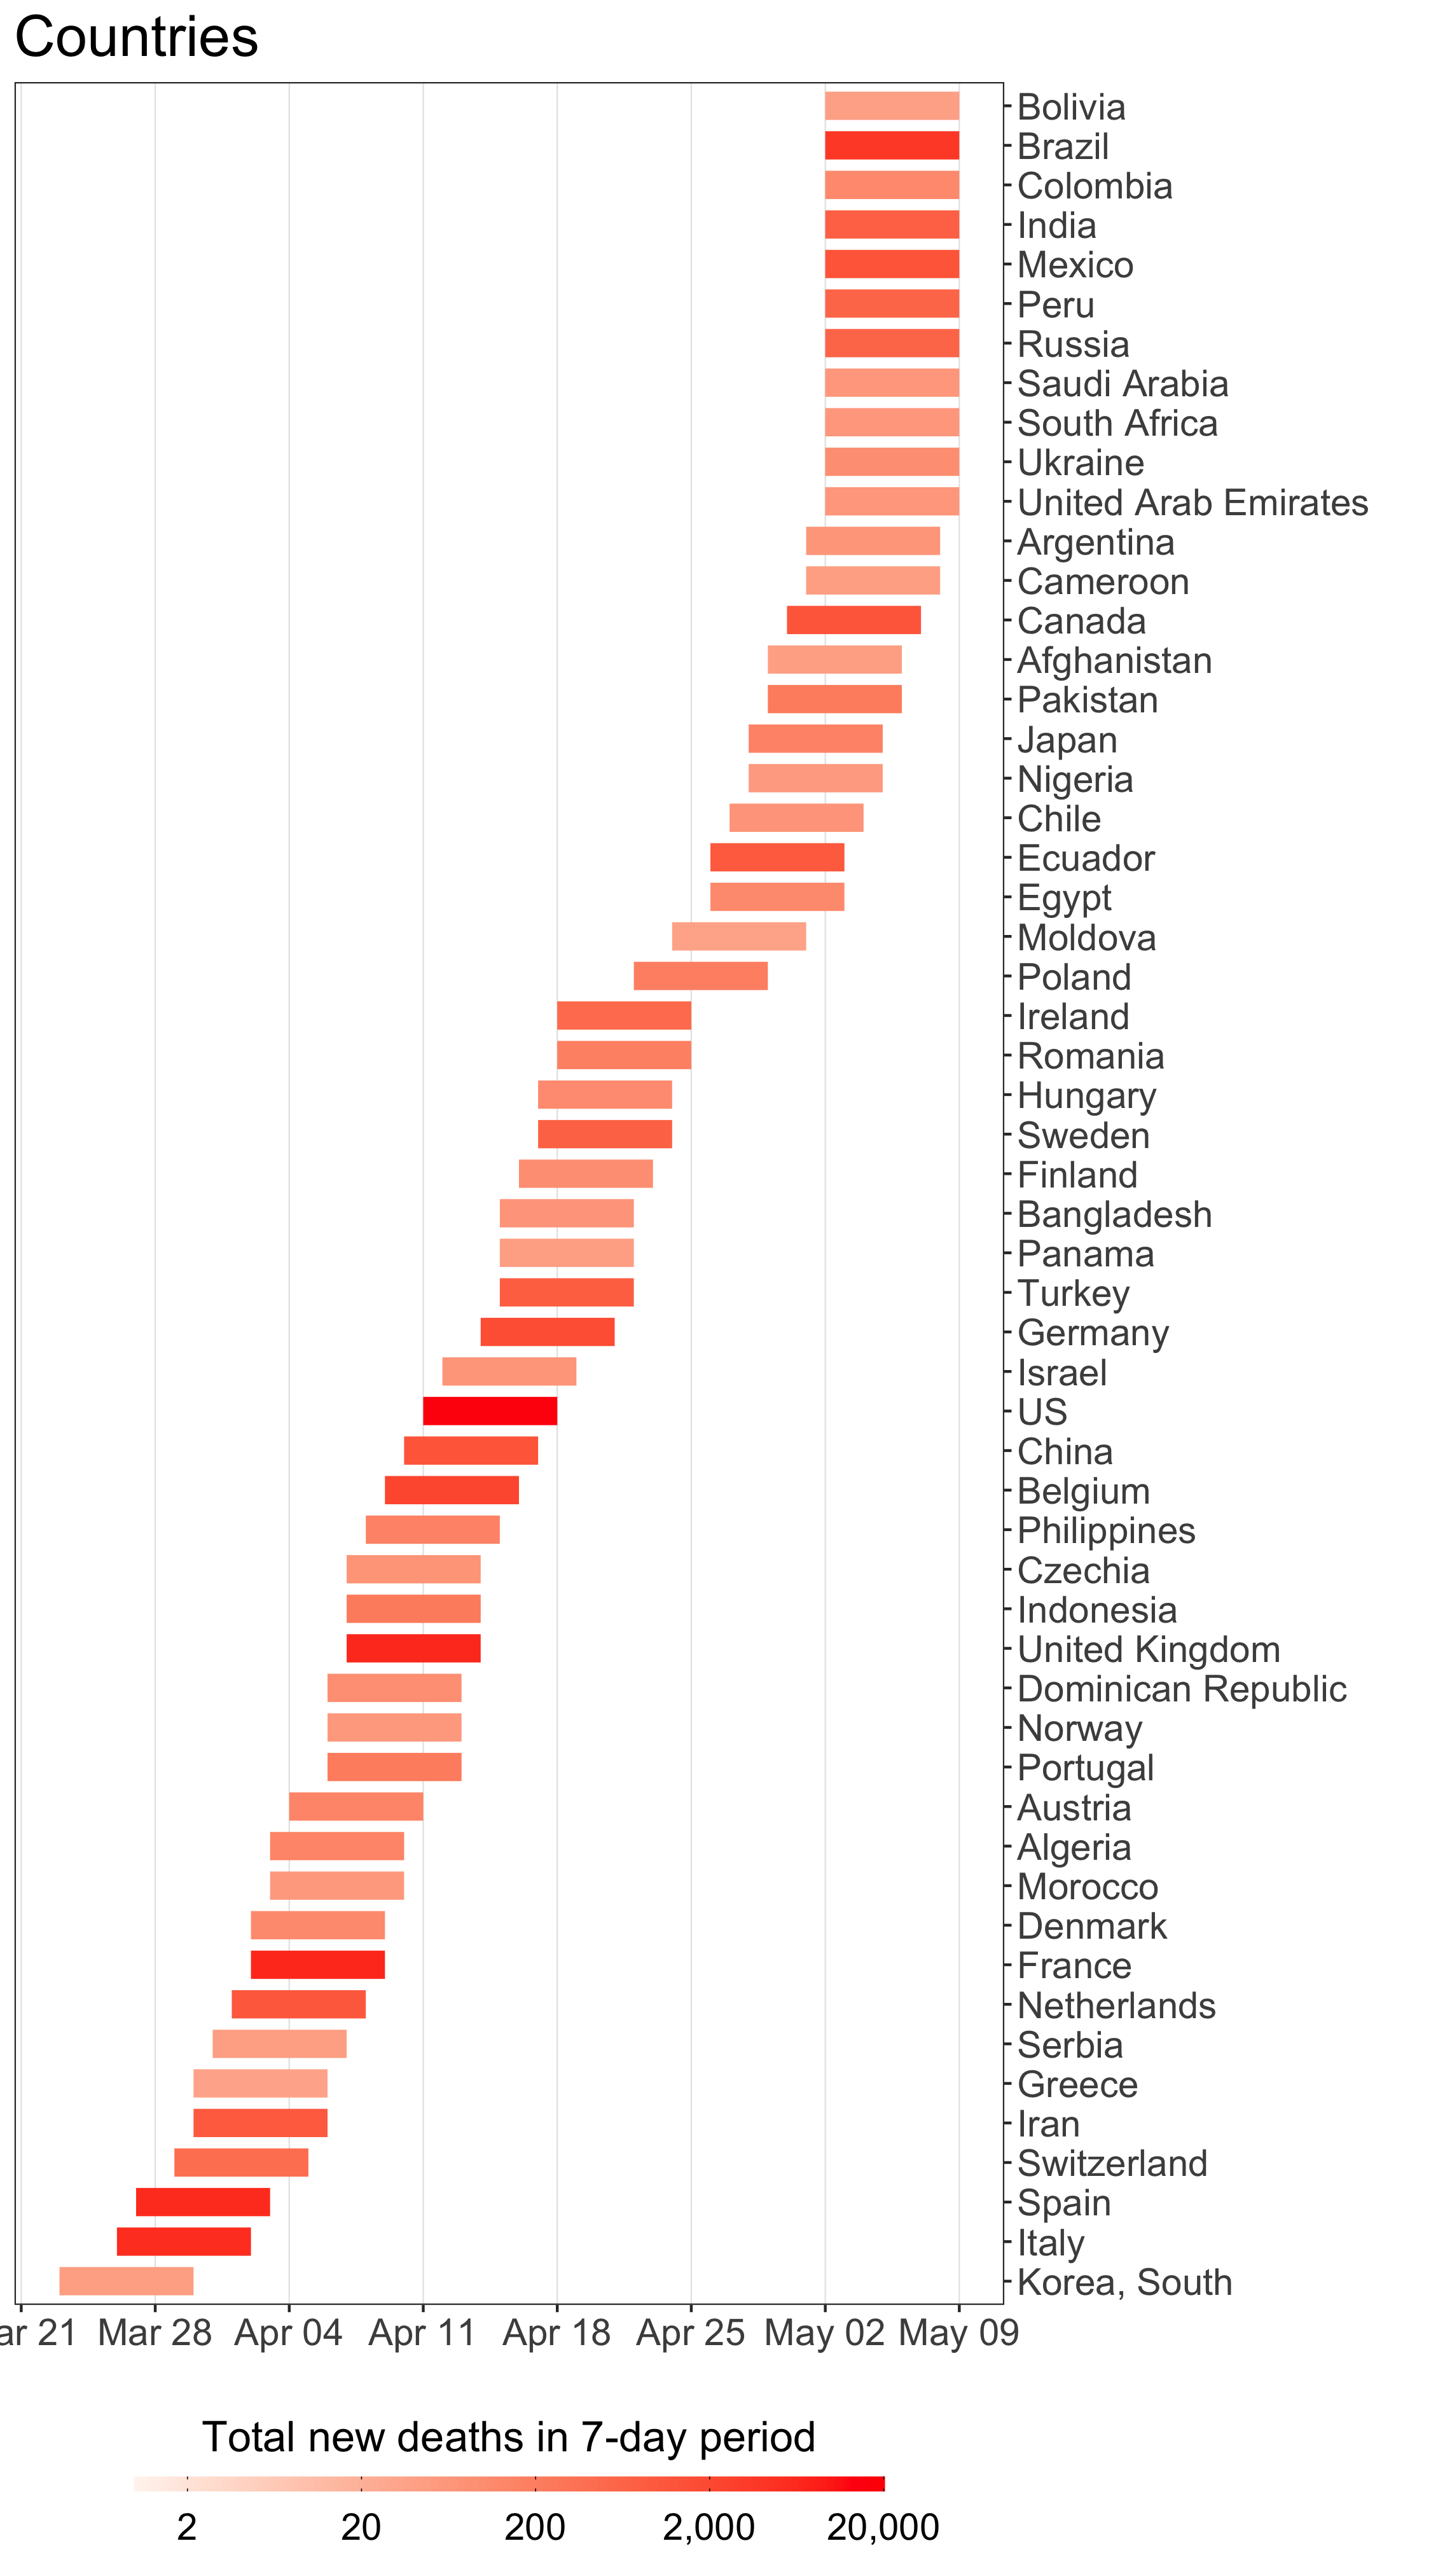 Countries
Bolivia
Brazil
Colombia
India
Mexico
Peru
Russia
Saudi Arabia
South Africa
Ukraine
United Arab Emirates
Argentina
Cameroon
Canada
Afghanistan
Pakistan
Japan
Nigeria
Chile
Ecuador
Egypt
Moldova
Poland
Ireland
Romania
Hungary
Sweden
Finland
Bangladesh
Panama
Turkey
Germany
Israel
US
China
Belgium
Philippines
Czechia
Indonesia
United Kingdom
Dominican Republic
Norway
Portugal
Austria
Algeria
Morocco
Denmark
France
Netherlands
Serbia
Greece
Iran
Switzerland
Spain
Italy
Korea, South
ar 21 Mar 28 Apr 04 Apr 11 Apr 18 Apr 25 May 02 May 09
Total new deaths in 7-day period
2 20 200 2,000 20,000